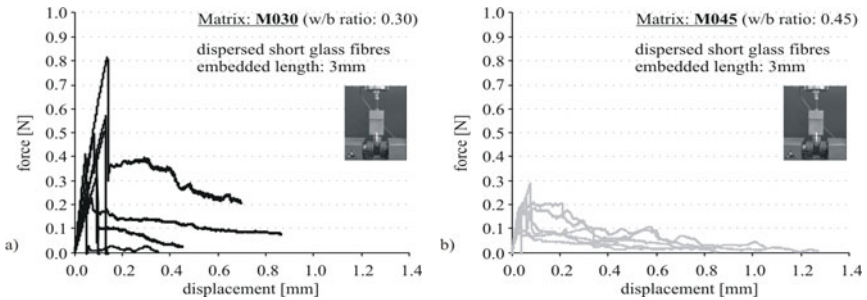 Matrix: M030 (w/b ratio: 0.30)
dispersed short glass fibres
embedded length: 3mm
force [N]
1.0
0.9
0.8
0.7
0.6
0.5
0.4
0.3
0.2
0.1
0.0
0.0 0.2 0.4 0.6 0.8 1.0 1.2 1.4
displacement [mm]
a)
Matrix: M045 (w/b ratio: 0.45)
dispersed short glass fibres
embedded length: 3mm
force [N]
1.0
0.9
0.8
0.7
0.6
0.5
0.4
0.3
0.2
0.1
0.0
0.0 0.2 0.4 0.6 0.8 1.0 1.2 1.4
displacement [mm]
b)